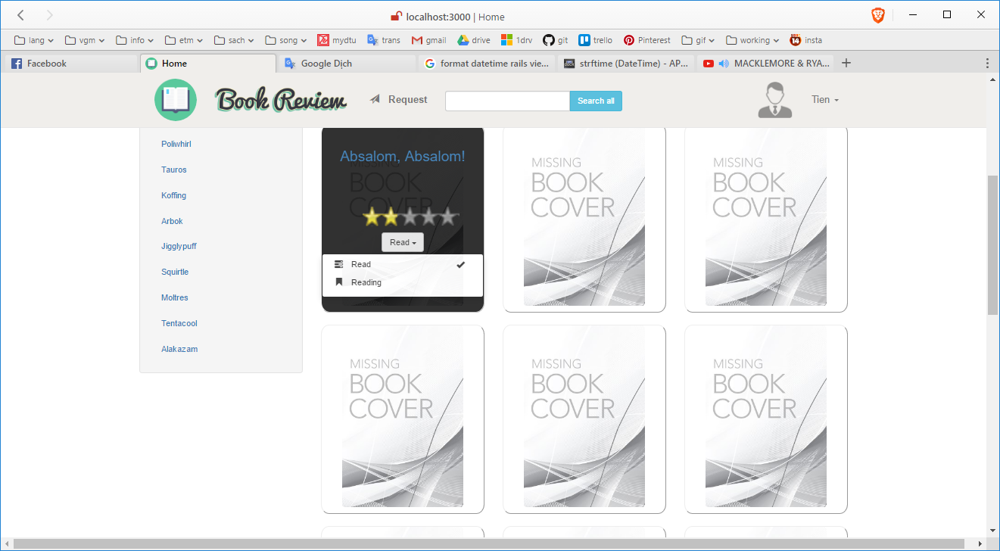 localhost:3000 | Home
lang vgm info etm sach song mydtu trans gmail drive 1drv git trello Pinterest gif working insta
Facebook Home Google Dịch format datetime rails vie... strftime (DateTime) - AP... MACKLEMORE & RYA...
Book Review Request Search all Tien
Poliwhirl
Tauros
Koffing
Arbok
Jigglypuff
Squirtle
Moltres
Tentacool
Alakazam
Absalom, Absalom!
MISSING
BOOK
COVER
Read
Read
Reading
MISSING
BOOK
COVER
MISSING
BOOK
COVER
MISSING
BOOK
COVER
MISSING
BOOK
COVER
MISSING
BOOK
COVER